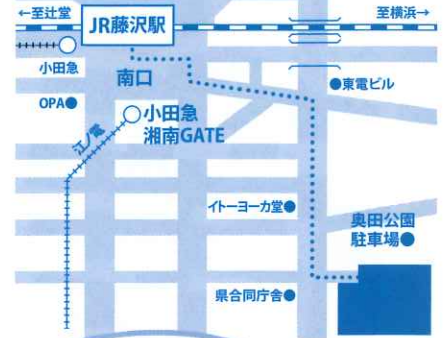 ←至辻堂
至横浜→
JR藤沢駅
小田急
南口
東電ビル
OPA
小田急
湘南GATE
江ノ電
イトーヨーカ堂
奥田公園
駐車場
県合同庁舎